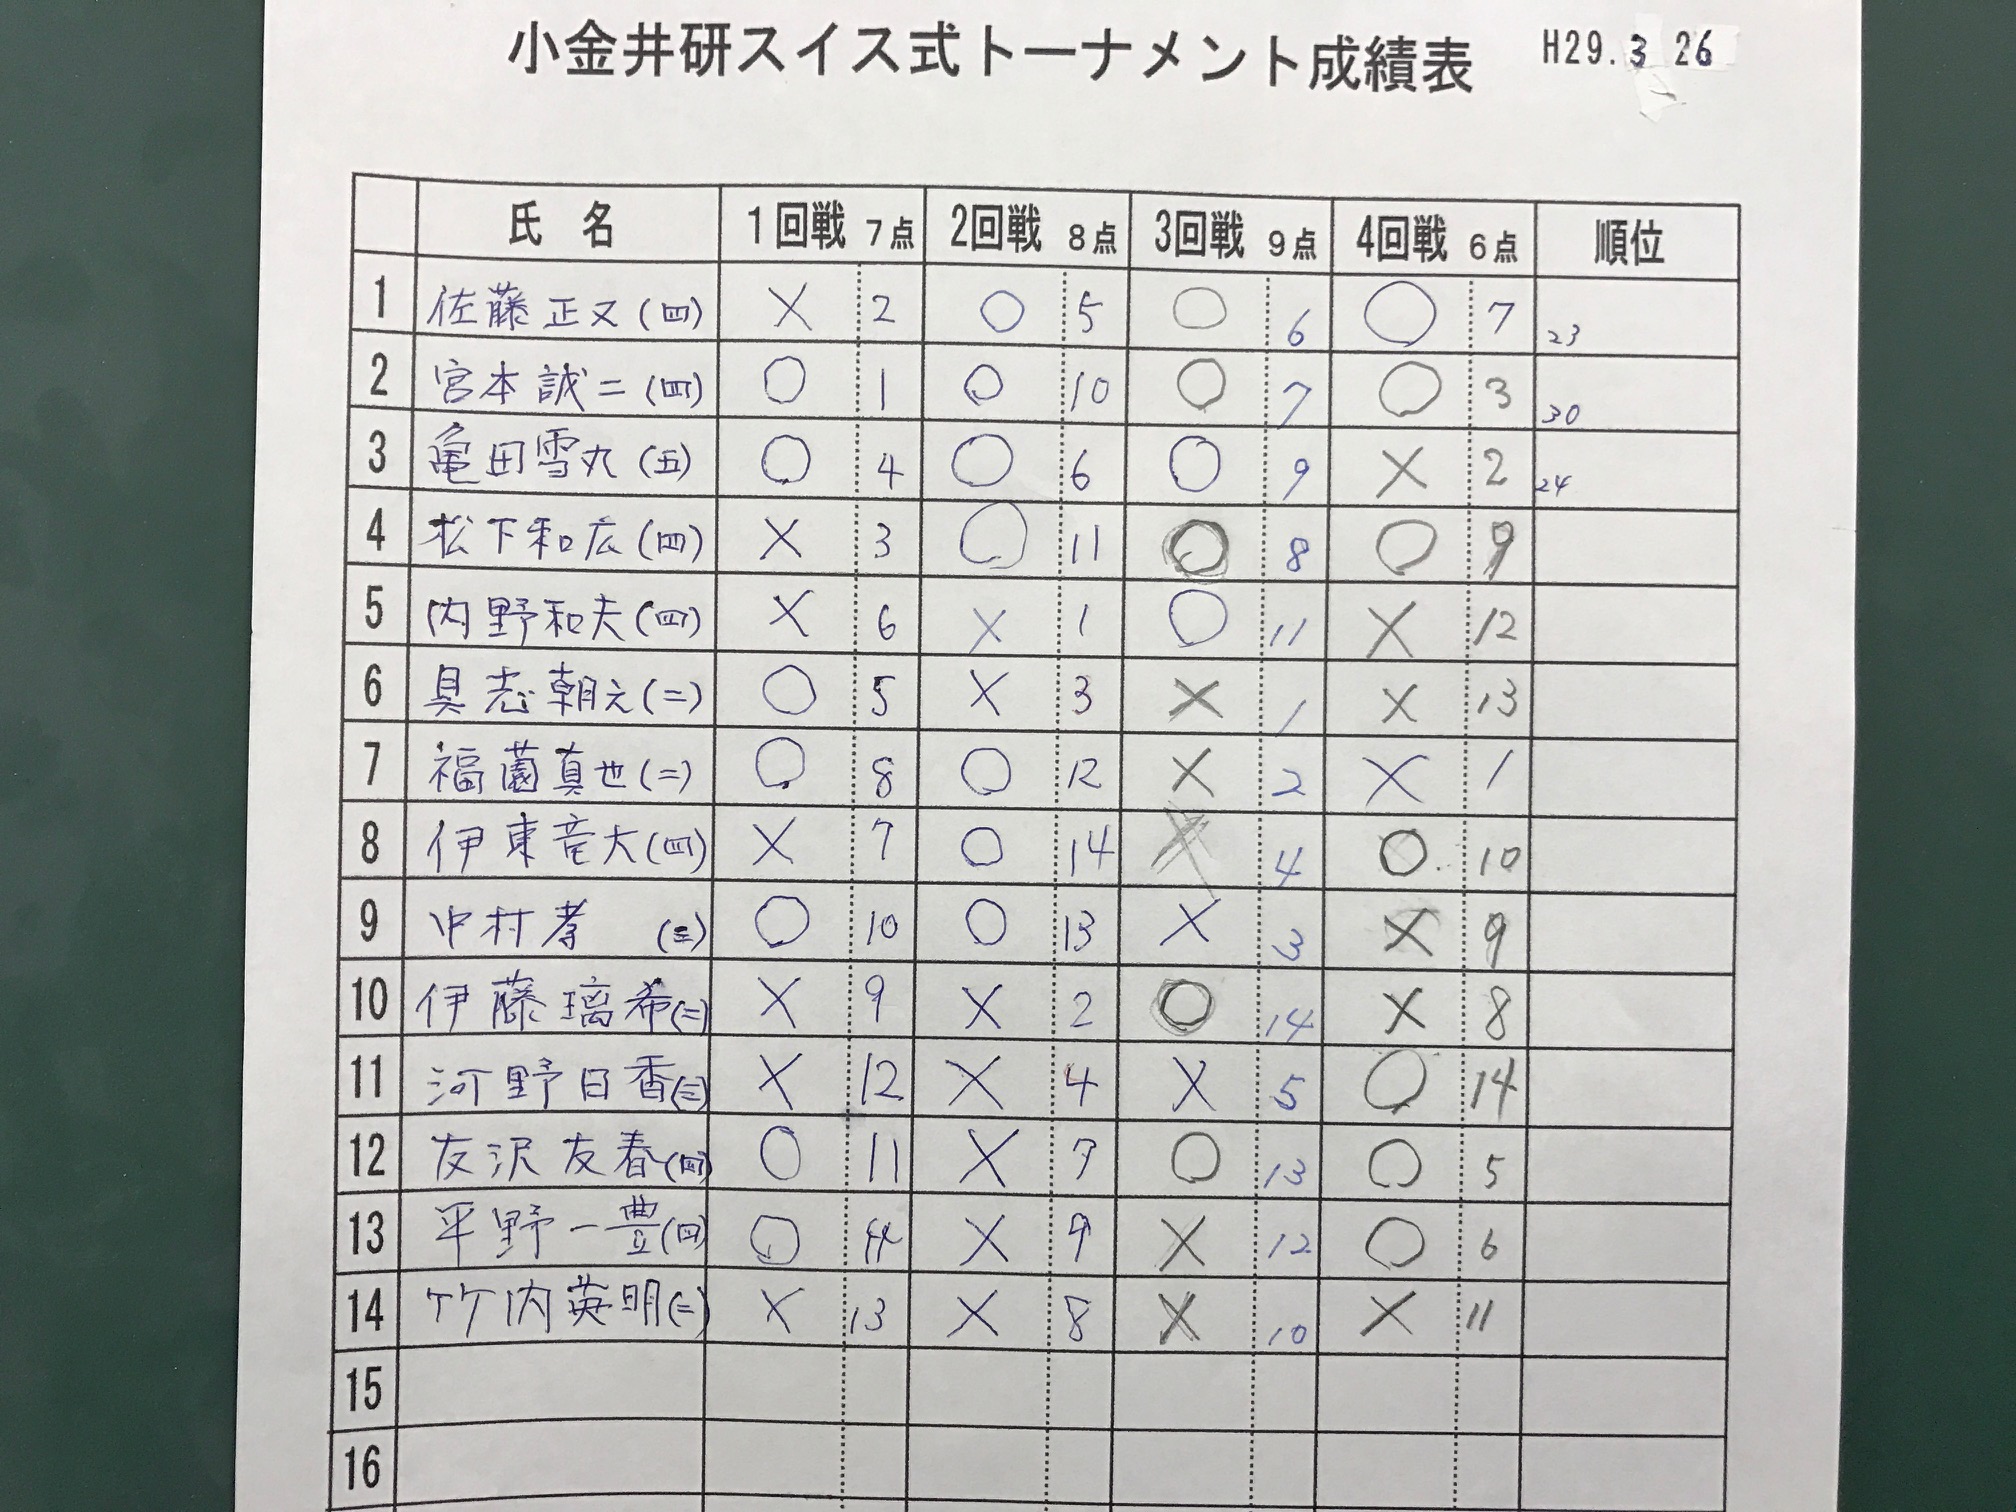 小金井研スイス式トーナメント成績表 H29.3 26
氏 名 1回戦 7点 2回戦 8点 3回戦 9点 4回戦 6点 順位
1 佐藤正又(四) × 2 ○ 5 ○ 6 ○ 7 23
2 宮本誠二(四) ○ 1 ○ 10 ○ 7 ○ 3 30
3 亀田雪丸(五) ○ 4 ○ 6 ○ 9 × 2 24
4 松下和広(四) × 3 ○ 11 ○ 8 ○ 9
5 内野和夫(四) × 6 × 1 ○ 11 × 12
6 具志朝之(二) ○ 5 × 3 × 1 × 13
7 福薗真也(二) ○ 8 ○ 12 × 2 × 1
8 伊東竜大(四) × 7 ○ 14 × 4 ○ 10
9 中村孝 (三) ○ 10 ○ 13 × 3 × 9
10 伊藤璃希(二) × 9 × 2 ○ 14 × 8
11 河野日香(三) × 12 × 4 × 5 ○ 14
12 友沢友春(四) ○ 11 × 7 ○ 13 ○ 5
13 平野一豊(四) ○ × 9 × 12 ○ 6
14 竹内英明(二) × 13 × 8 × 10 × 11
15
16